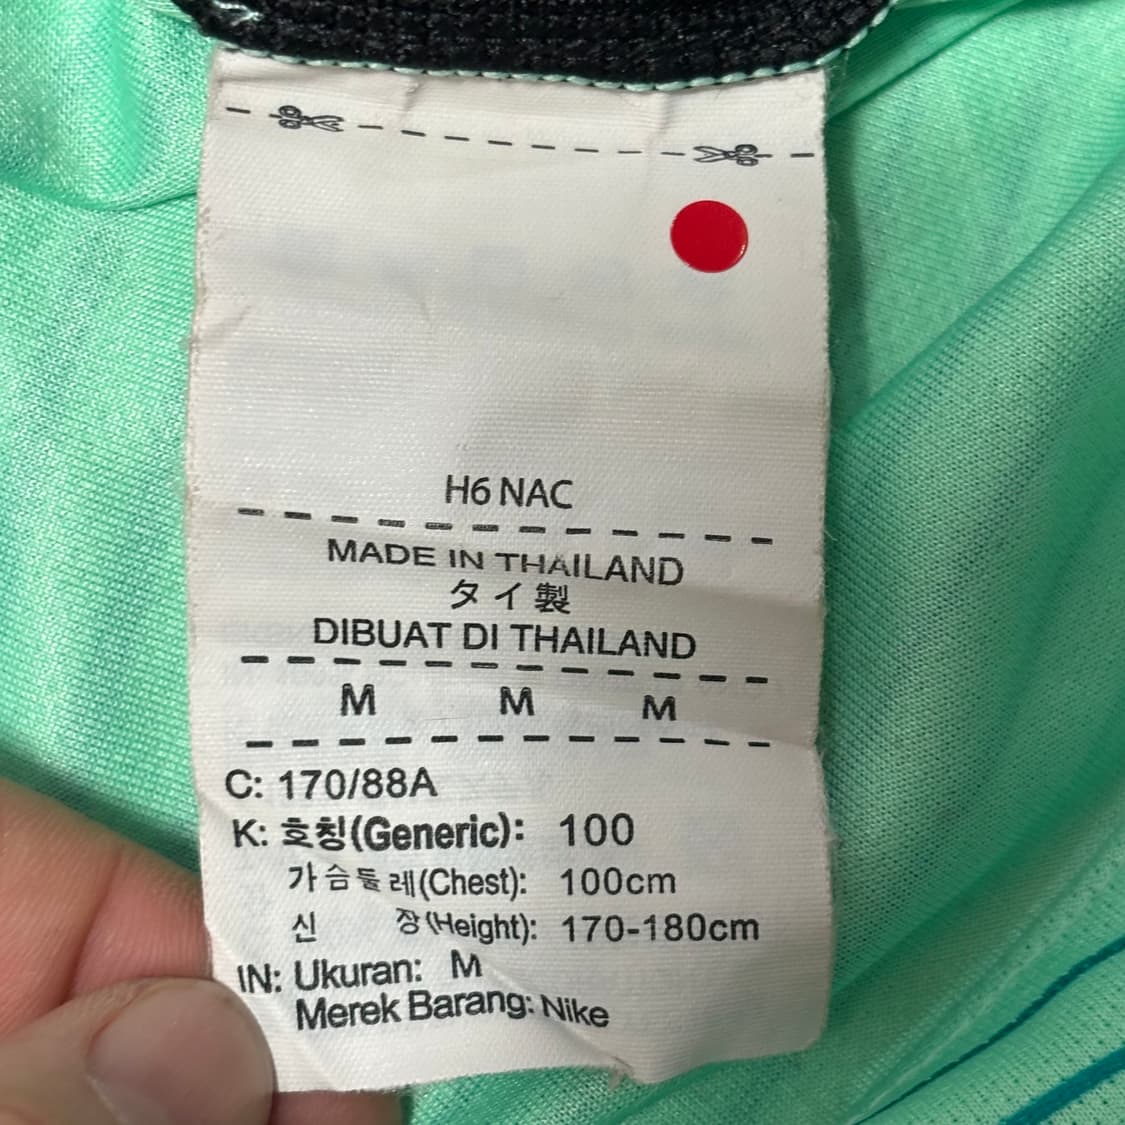 H6 NAC
MADE IN THAILAND
タイ製
DIBUAT DI THAILAND
M M M
C: 170/88A
K: 호칭(Generic): 100
가슴둘레(Chest): 100cm
신 장(Height): 170-180cm
IN: Ukuran: M
Merek Barang: Nike